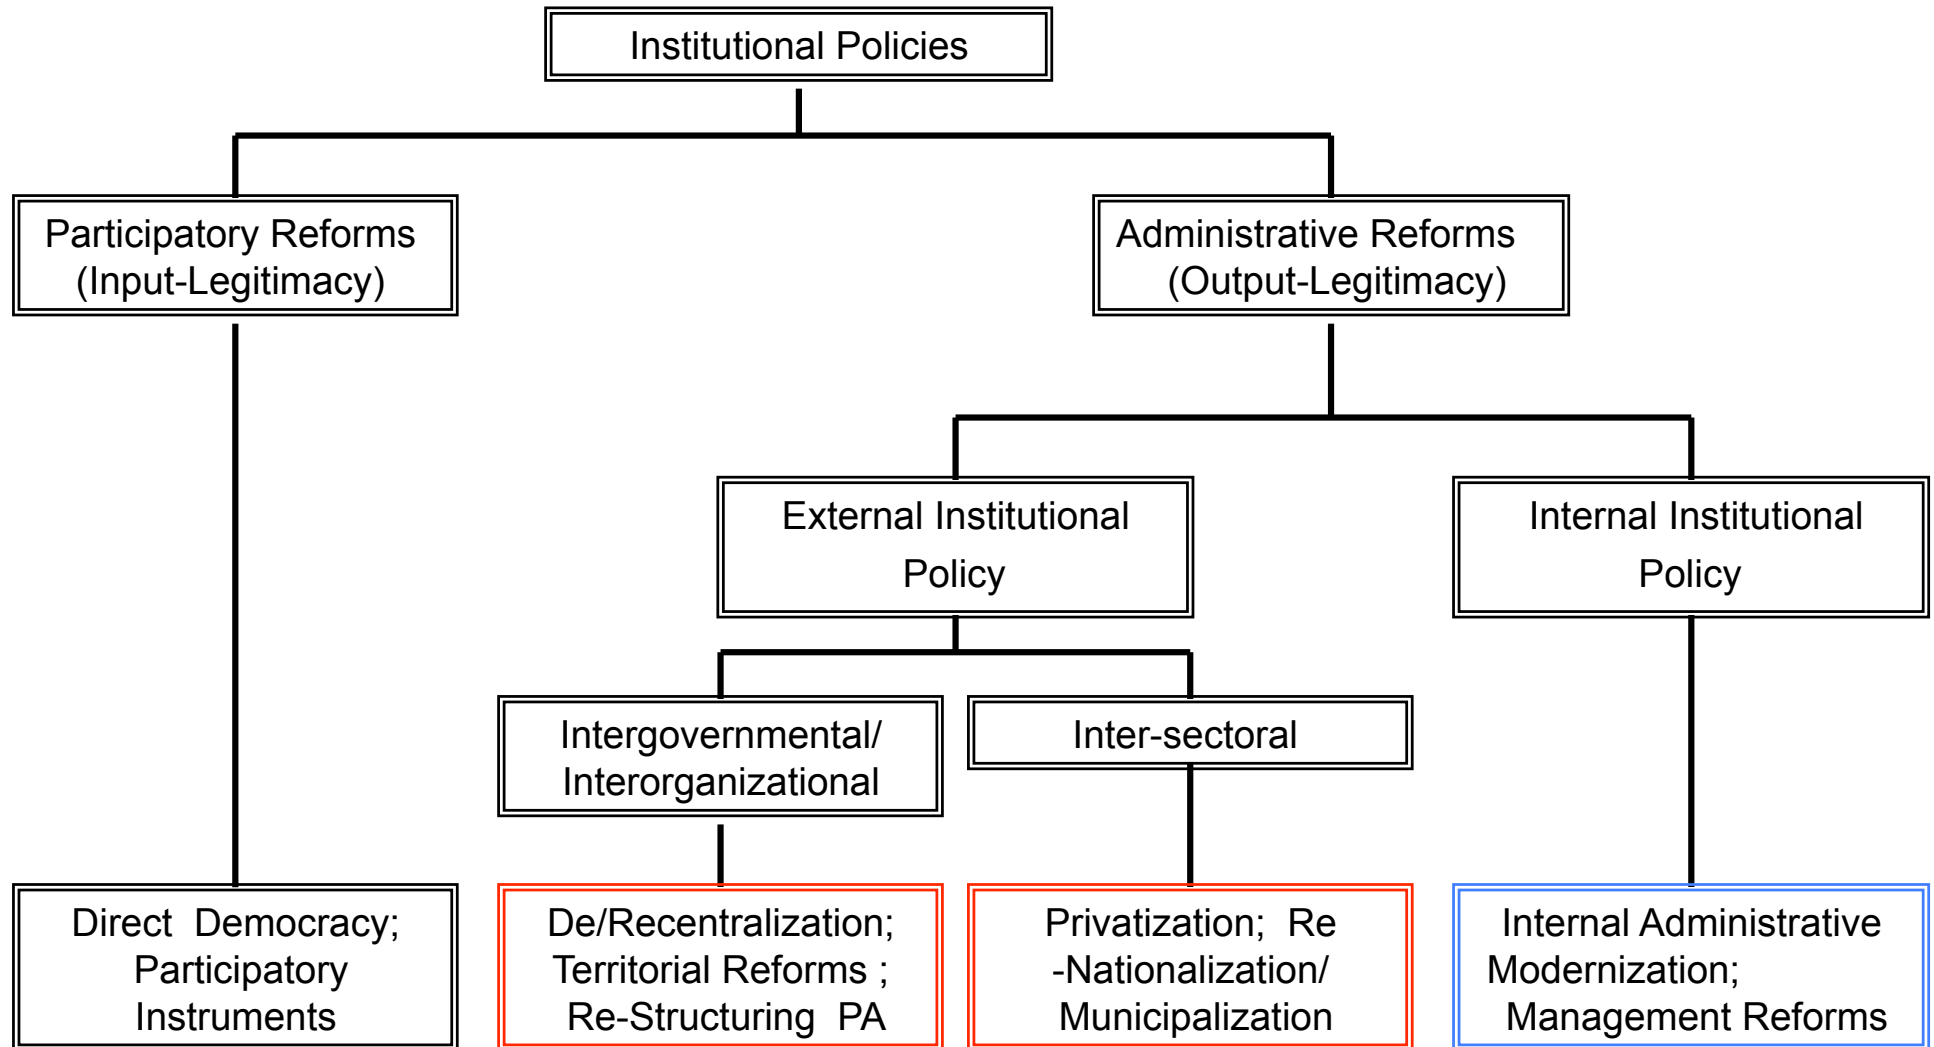 Institutional Policies
Participatory Reforms
(Input-Legitimacy)
Administrative Reforms
(Output-Legitimacy)
External Institutional
Policy
Internal Institutional
Policy
Intergovernmental/
Interorganizational
Inter-sectoral
Direct Democracy;
Participatory
Instruments
De/Recentralization;
Territorial Reforms ;
Re-Structuring PA
Privatization; Re
-Nationalization/
Municipalization
Internal Administrative
Modernization;
Management Reforms